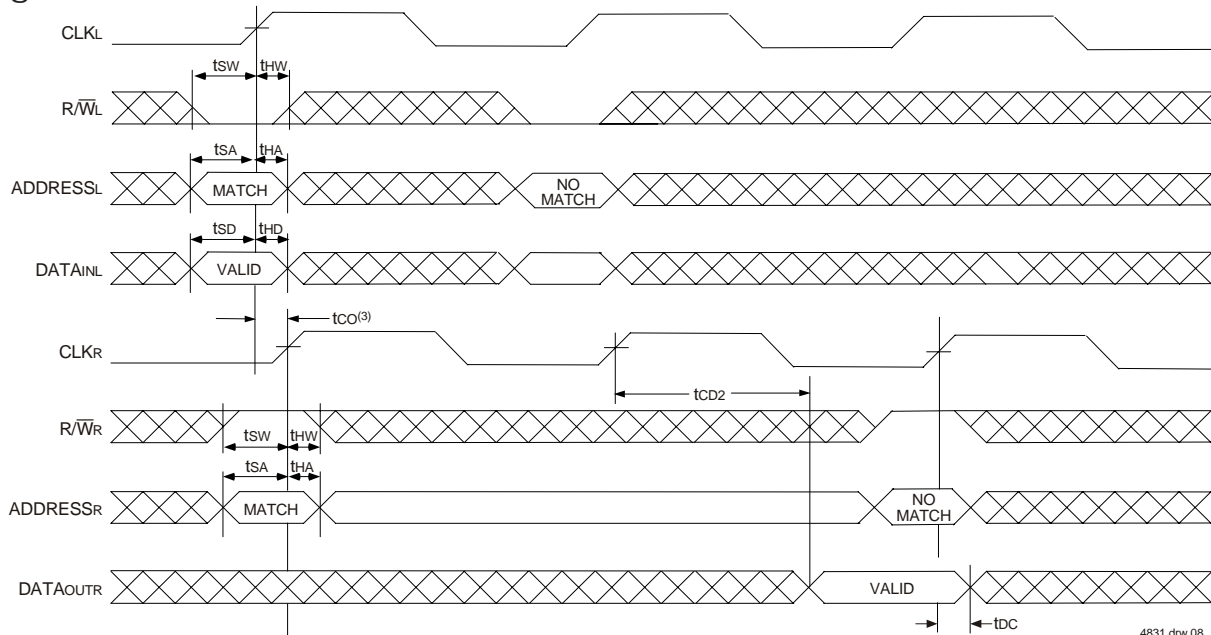 CLKL
tSW tHW
R/W̅L
tSA tHA
ADDRESSL
MATCH
NO MATCH
tSD tHD
DATAINL
VALID
tCO(3)
CLKR
tCD2
R/W̅R
tSW tHW
tSA tHA
ADDRESSR
MATCH
NO MATCH
DATAOUTR
VALID
tDC
4831 drw 08